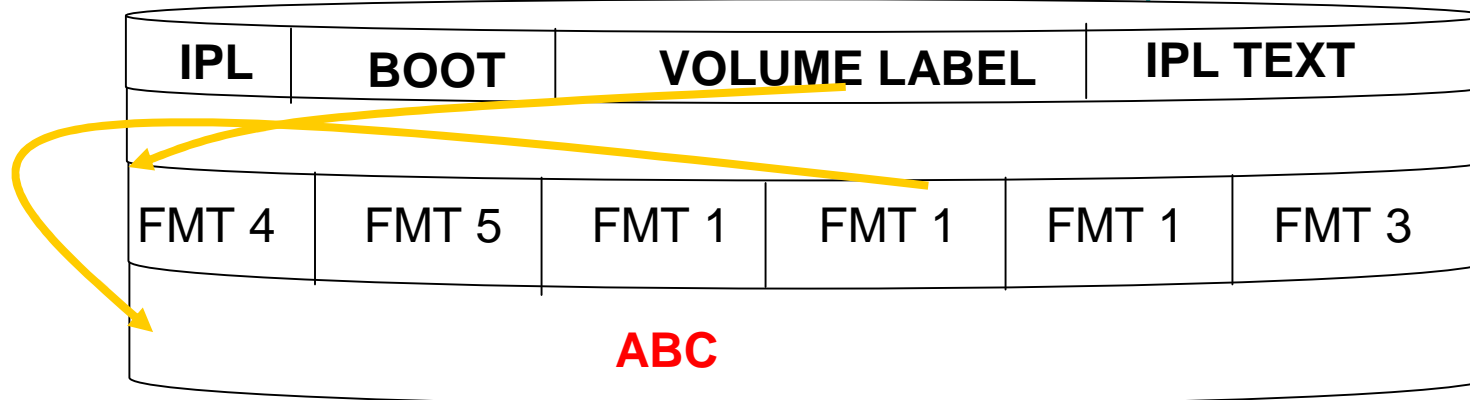 IPL BOOT VOLUME LABEL IPL TEXT
FMT 4 FMT 5 FMT 1 FMT 1 FMT 1 FMT 3
ABC